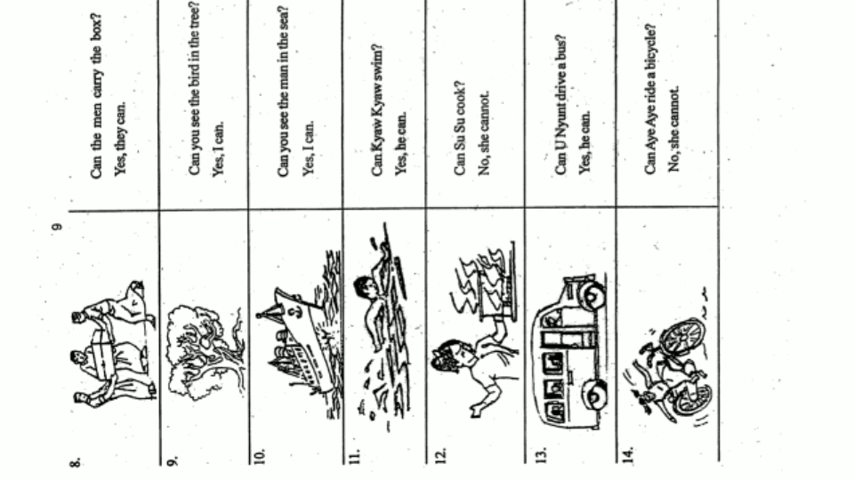 9
8.
Can the men carry the box?
Yes, they can.
9.
Can you see the bird in the tree?
Yes, I can.
10.
Can you see the man in the sea?
Yes, I can.
11.
Can Kyaw Kyaw swim?
Yes, he can.
12.
Can Su Su cook?
No, she cannot.
13.
Can U Nyunt drive a bus?
Yes, he can.
14.
Can Aye Aye ride a bicycle?
No, she cannot.